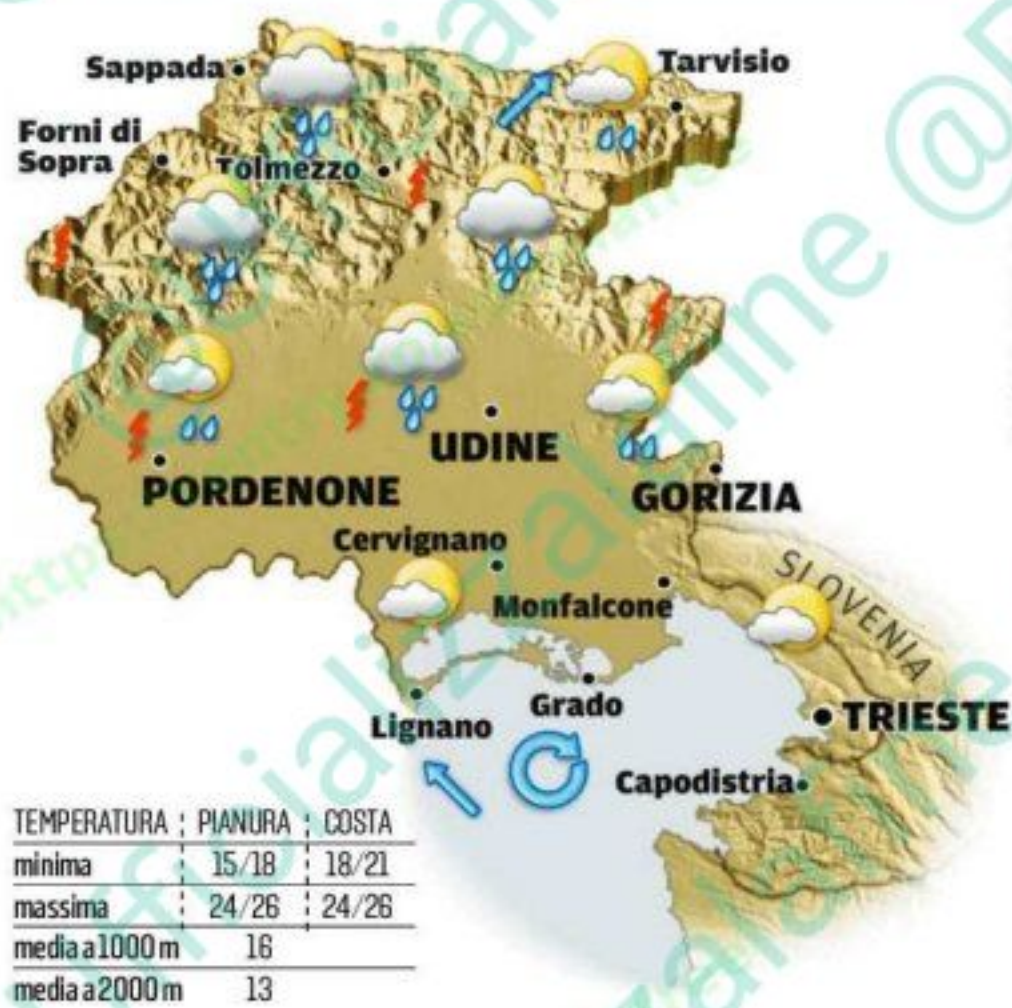 Sappada
Tarvisio
Forni di
Sopra
Tolmezzo
UDINE
PORDENONE
GORIZIA
Cervignano
SLOVENIA
Monfalcone
Grado
Lignano
TRIESTE
Capodistria
TEMPERATURA PIANURA COSTA
minima 15/18 18/21
massima 24/26 24/26
media a 1000 m 16
media a 2000 m 13